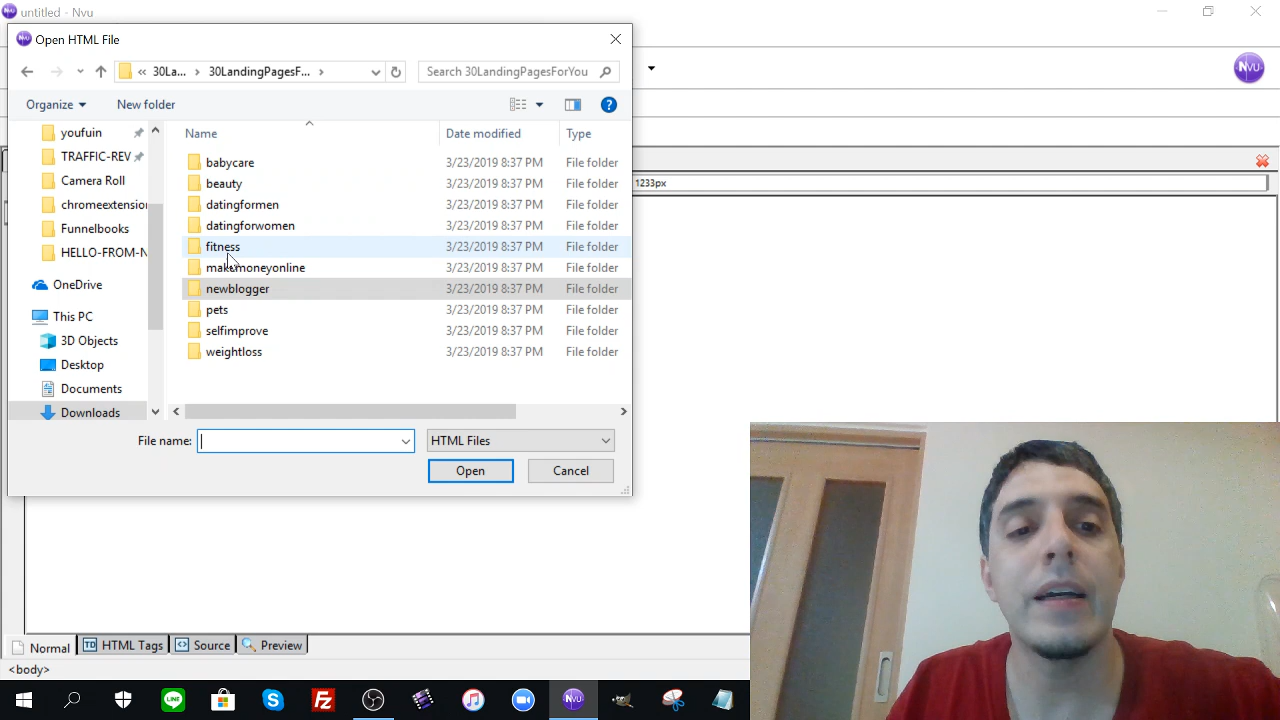 untitled - Nvu
Open HTML File
« 30La... › 30LandingPagesF... ›
Search 30LandingPagesForYou
Organize
New folder
youfuin
TRAFFIC-REV
Camera Roll
chromeextension
Funnelbooks
HELLO-FROM-N
OneDrive
This PC
3D Objects
Desktop
Documents
Downloads
Name Date modified Type
babycare 3/23/2019 8:37 PM File folder
beauty 3/23/2019 8:37 PM File folder
datingformen 3/23/2019 8:37 PM File folder
datingforwomen 3/23/2019 8:37 PM File folder
fitness 3/23/2019 8:37 PM File folder
makemoneyonline 3/23/2019 8:37 PM File folder
newblogger 3/23/2019 8:37 PM File folder
pets 3/23/2019 8:37 PM File folder
selfimprove 3/23/2019 8:37 PM File folder
weightloss 3/23/2019 8:37 PM File folder
File name:
HTML Files
Open
Cancel
NVU
1233px
Normal
TD HTML Tags
Source
Preview
<body>
LINE
Fz
NVU